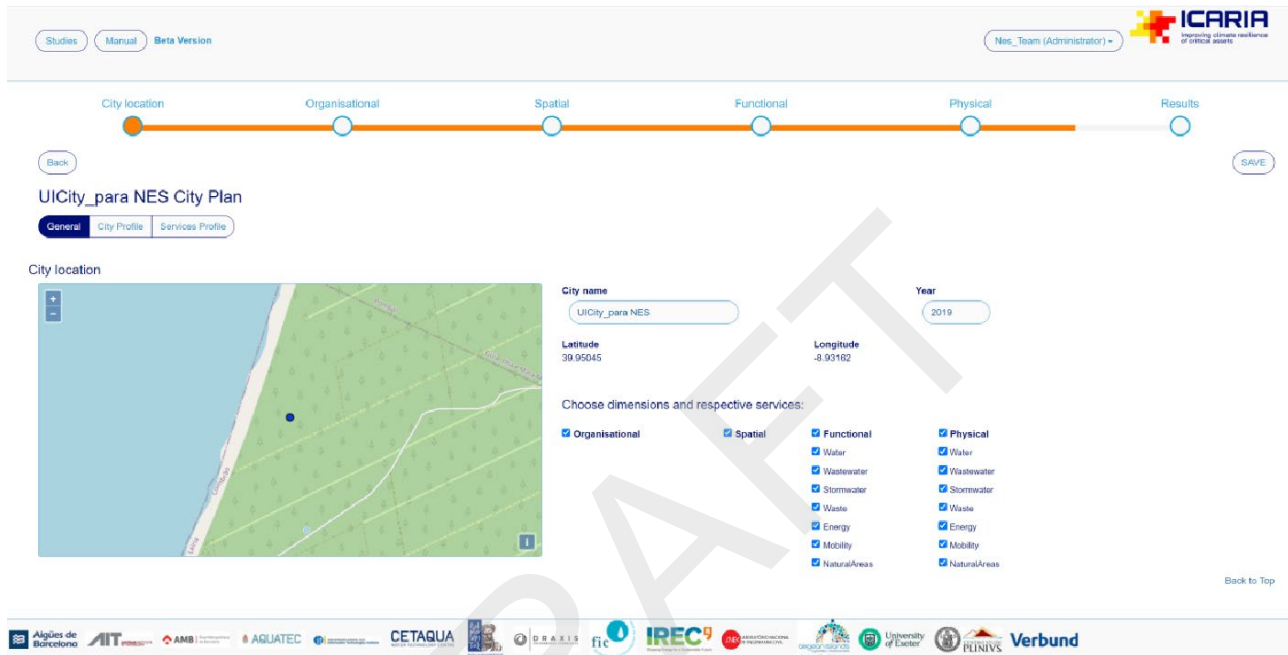 ICARIA
Improving climate resilience
of critical assets
Studies Manual Beta Version Nes_Team (Administrator)
City location Organisational Spatial Functional Physical Results
Back SAVE
UICity_para NES City Plan
General City Profile Services Profile
City location
+
-
City name Year
UICity_para NES 2019
Latitude Longitude
39.95045 -8.93162
Choose dimensions and respective services:
Organisational Spatial Functional Physical
Water Water
Wastewater Wastewater
Stormwater Stormwater
Waste Waste
Energy Energy
Mobility Mobility
NaturalAreas NaturalAreas
i
Back to Top
DRAFT
Aigües de
Barcelona
AIT AMB AQUATEC CETAQUA DRAXIS fic IREC University
of Exeter PLINIVS Verbund